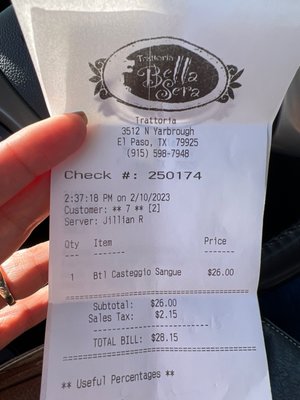 Trattoria
Bella
Sera
Trattoria
3512 N Yarbrough
El Paso, TX 79925
(915) 598-7948
Check #: 250174
2:37:18 PM on 2/10/2023
Customer: ** 7 ** [2]
Server: Jillian R
Qty Item Price
1 Btl Casteggio Sangue $26.00
Subtotal: $26.00
Sales Tax: $2.15
TOTAL BILL: $28.15
** Useful Percentages **